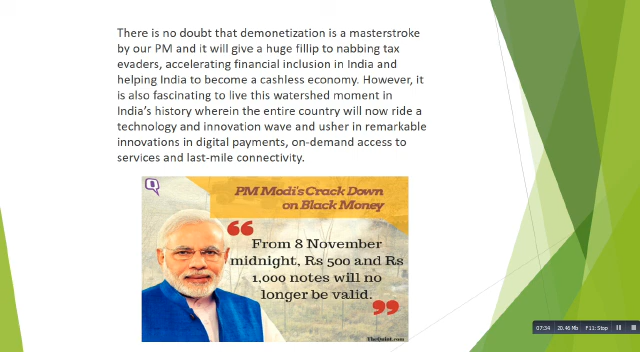 There is no doubt that demonetization is a masterstroke
by our PM and it will give a huge fillip to nabbing tax
evaders, accelerating financial inclusion in India and
helping India to become a cashless economy. However, it
is also fascinating to live this watershed moment in
India's history wherein the entire country will now ride a
technology and innovation wave and usher in remarkable
innovations in digital payments, on-demand access to
services and last-mile connectivity.
Q
PM Modi's Crack Down
on Black Money
“
From 8 November
midnight, Rs 500 and Rs
1,000 notes will no
longer be valid.
”
TheQuint.com
07:34 20.46 Mb F11: Stop